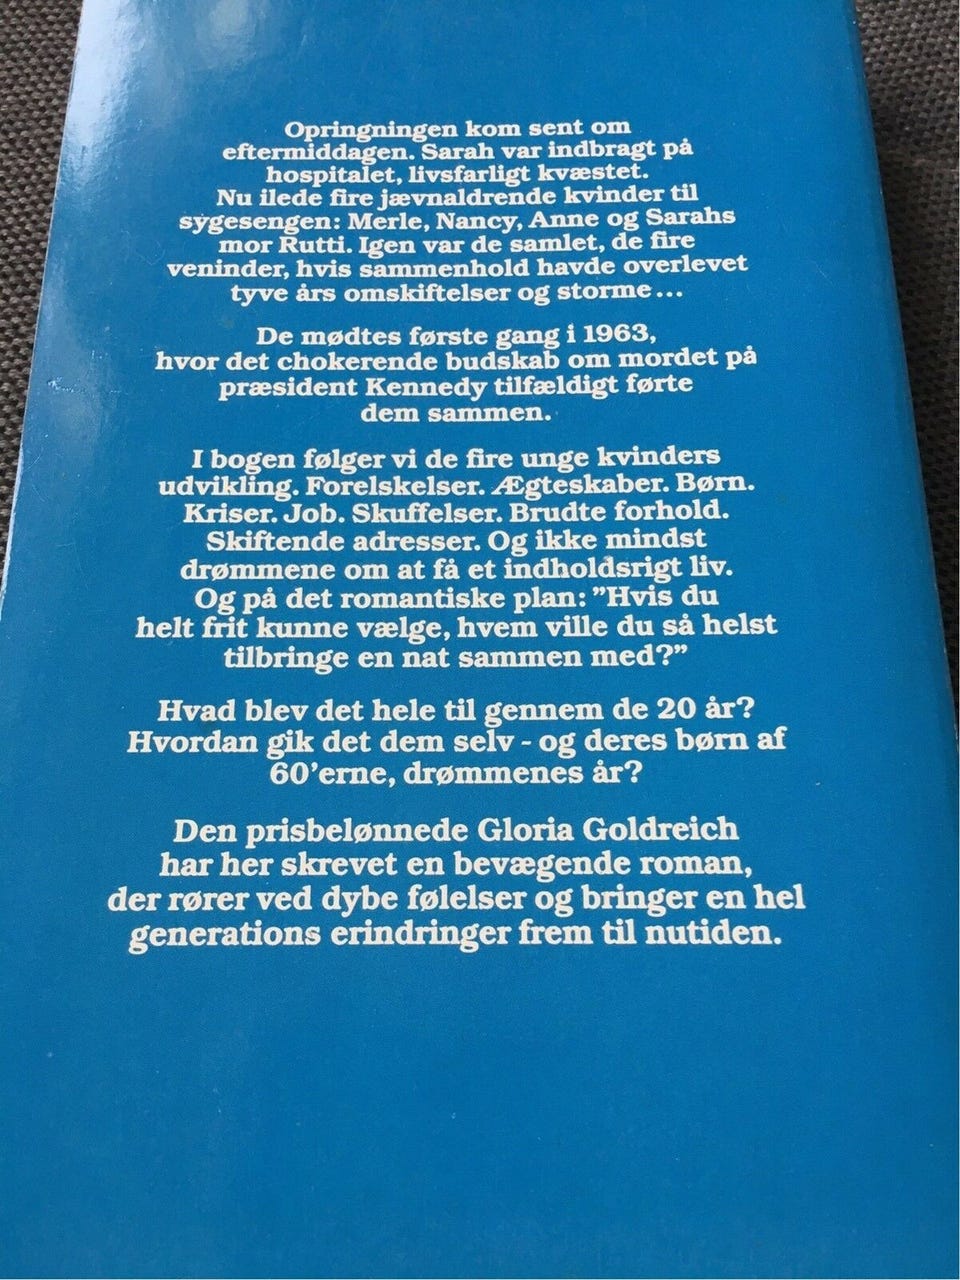 Opringningen kom sent om
eftermiddagen. Sarah var indbragt på
hospitalet, livsfarligt kvæstet.
Nu ilede fire jævnaldrende kvinder til
sygesengen: Merle, Nancy, Anne og Sarahs
mor Rutti. Igen var de samlet, de fire
veninder, hvis sammenhold havde overlevet
tyve års omskiftelser og storme...
De mødtes første gang i 1963,
hvor det chokerende budskab om mordet på
præsident Kennedy tilfældigt førte
dem sammen.
I bogen følger vi de fire unge kvinders
udvikling. Forelskelser. Ægteskaber. Børn.
Kriser. Job. Skuffelser. Brudte forhold.
Skiftende adresser. Og ikke mindst
drømmene om at få et indholdsrigt liv.
Og på det romantiske plan: ”Hvis du
helt frit kunne vælge, hvem ville du så helst
tilbringe en nat sammen med?”
Hvad blev det hele til gennem de 20 år?
Hvordan gik det dem selv - og deres børn af
60’erne, drømmenes år?
Den prisbelønnede Gloria Goldreich
har her skrevet en bevægende roman,
der rører ved dybe følelser og bringer en hel
generations erindringer frem til nutiden.